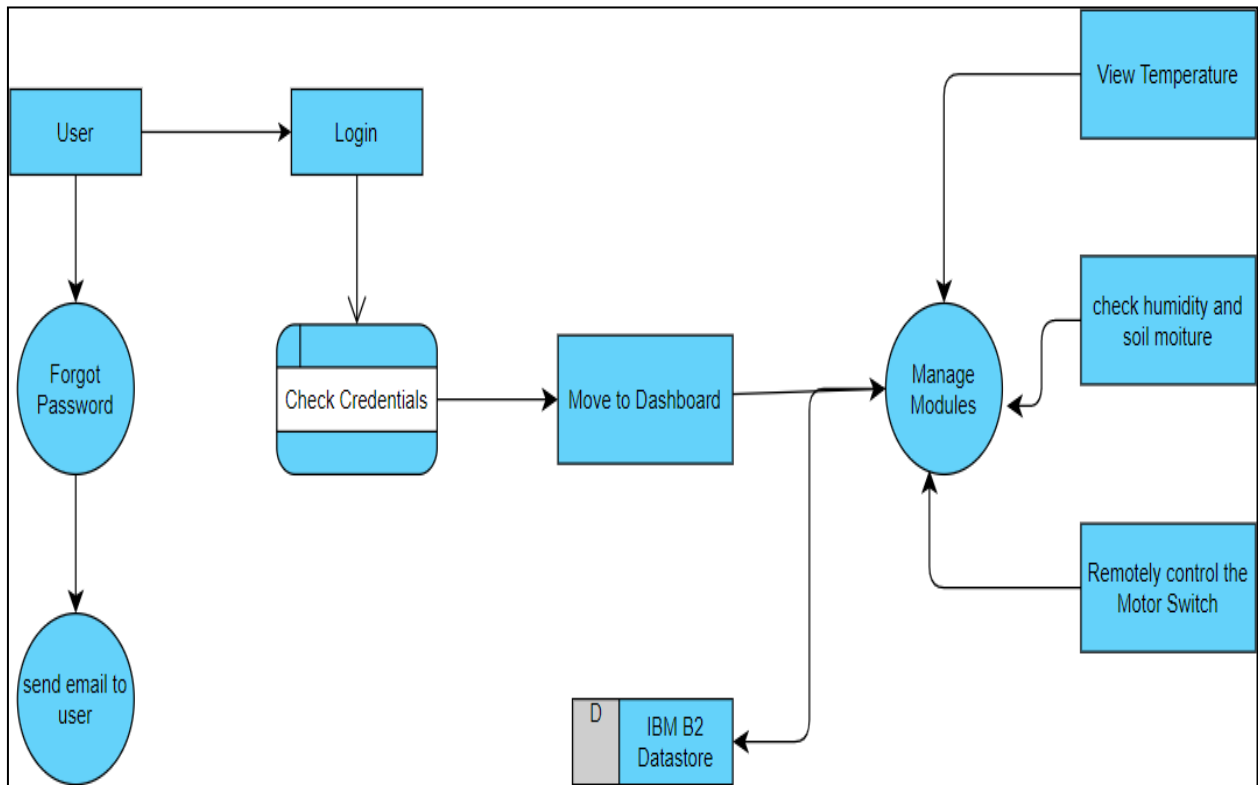 User
Login
View Temperature
check humidity and
soil moiture
Forgot
Password
Check Credentials
Move to Dashboard
Manage
Modules
Remotely control the
Motor Switch
send email to
user
D
IBM B2
Datastore